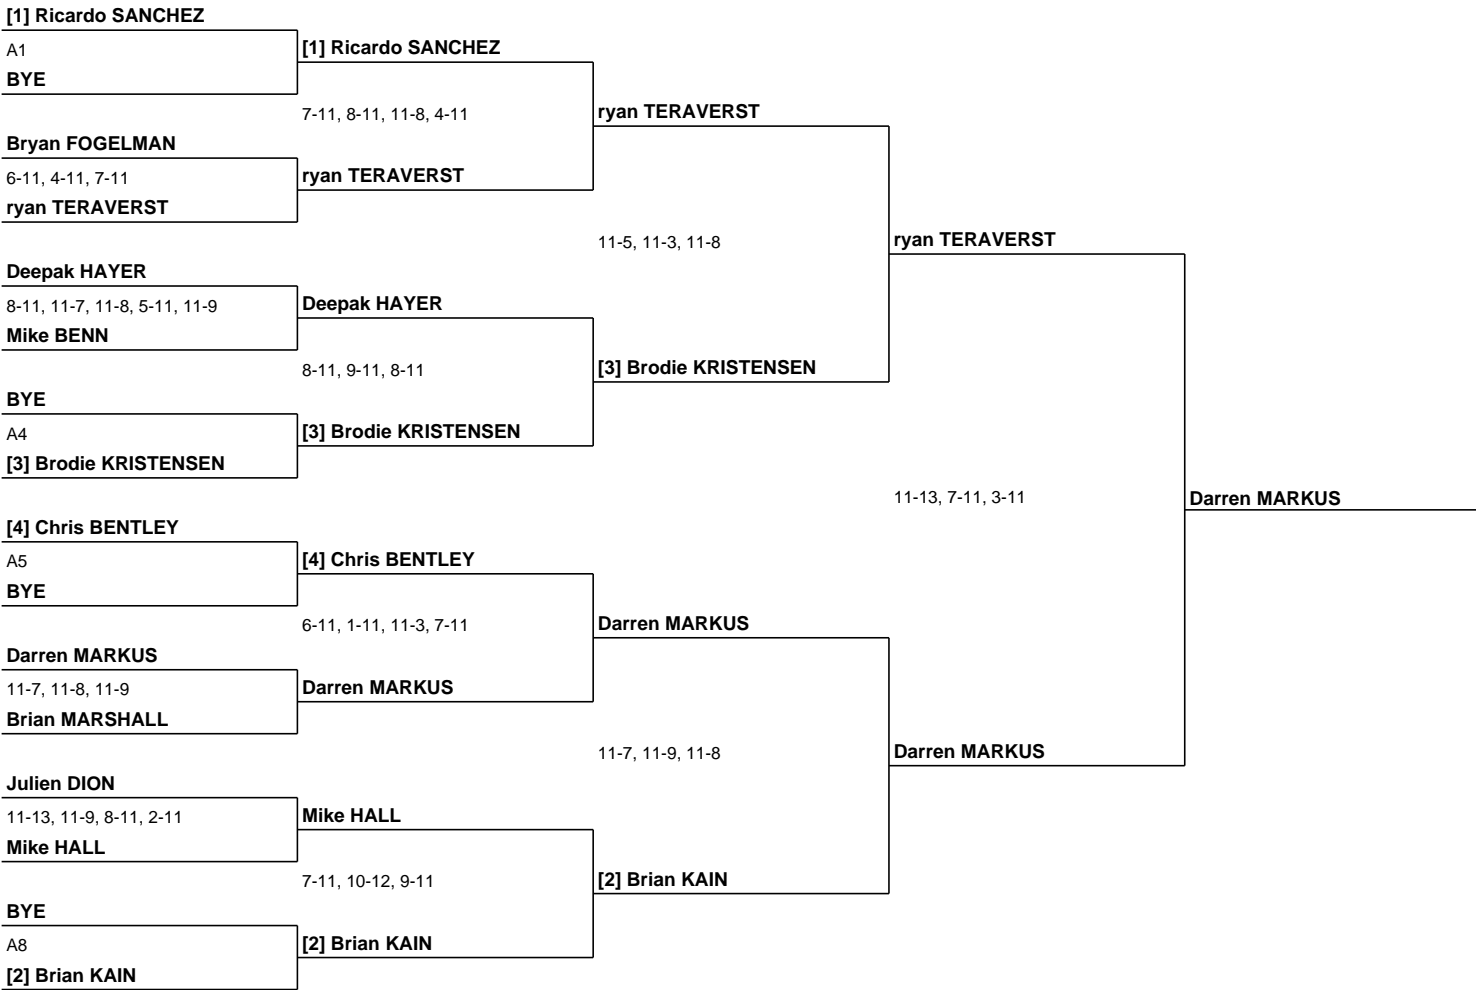 [1] Ricardo SANCHEZ
A1
BYE
Bryan FOGELMAN
6-11, 4-11, 7-11
ryan TERAVERST
Deepak HAYER
8-11, 11-7, 11-8, 5-11, 11-9
Mike BENN
BYE
A4
[3] Brodie KRISTENSEN
[4] Chris BENTLEY
A5
BYE
Darren MARKUS
11-7, 11-8, 11-9
Brian MARSHALL
Julien DION
11-13, 11-9, 8-11, 2-11
Mike HALL
BYE
A8
[2] Brian KAIN
[1] Ricardo SANCHEZ
7-11, 8-11, 11-8, 4-11
ryan TERAVERST
Deepak HAYER
8-11, 9-11, 8-11
[3] Brodie KRISTENSEN
[4] Chris BENTLEY
6-11, 1-11, 11-3, 7-11
Darren MARKUS
Mike HALL
7-11, 10-12, 9-11
[2] Brian KAIN
ryan TERAVERST
11-5, 11-3, 11-8
[3] Brodie KRISTENSEN
Darren MARKUS
11-7, 11-9, 11-8
[2] Brian KAIN
ryan TERAVERST
11-13, 7-11, 3-11
Darren MARKUS
Darren MARKUS